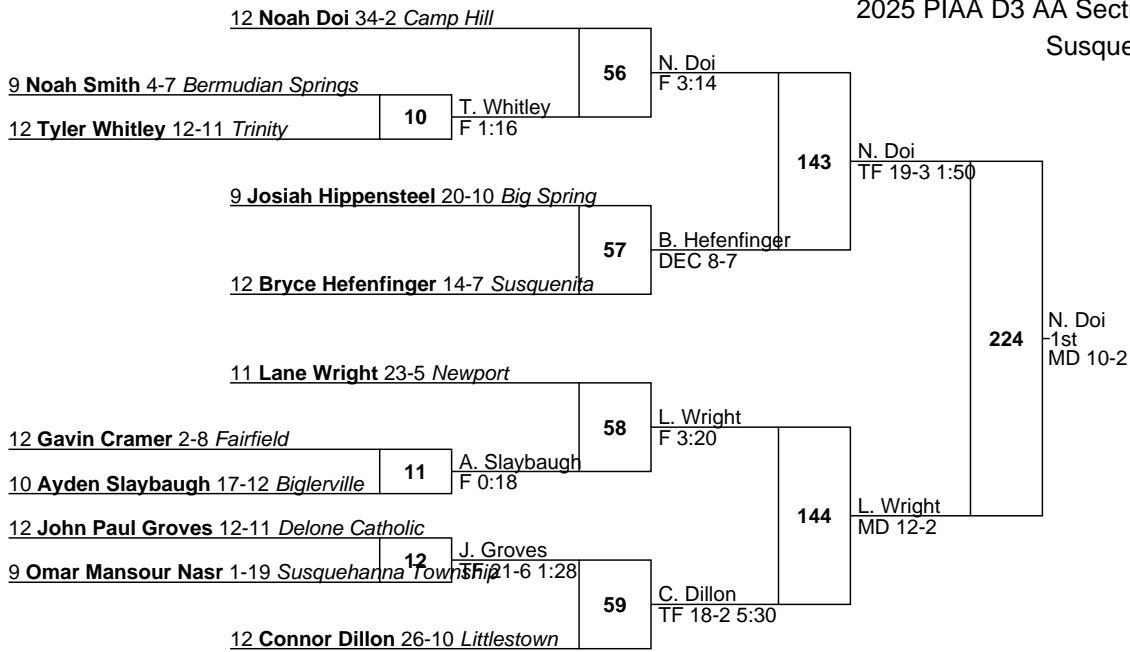 2025 PIAA D3 AA Secti
Susque
12 Noah Doi 34-2 Camp Hill
56
N. Doi
F 3:14
9 Noah Smith 4-7 Bermudian Springs
10
T. Whitley
F 1:16
12 Tyler Whitley 12-11 Trinity
143
N. Doi
TF 19-3 1:50
9 Josiah Hippensteel 20-10 Big Spring
57
B. Hefenfinger
DEC 8-7
12 Bryce Hefenfinger 14-7 Susquenita
224
N. Doi
1st
MD 10-2
11 Lane Wright 23-5 Newport
58
L. Wright
F 3:20
12 Gavin Cramer 2-8 Fairfield
11
A. Slaybaugh
F 0:18
10 Ayden Slaybaugh 17-12 Biglerville
144
L. Wright
MD 12-2
12 John Paul Groves 12-11 Delone Catholic
12
J. Groves
TF 21-6 1:28
9 Omar Mansour Nasr 1-19 Susquehanna Township
59
C. Dillon
TF 18-2 5:30
12 Connor Dillon 26-10 Littlestown